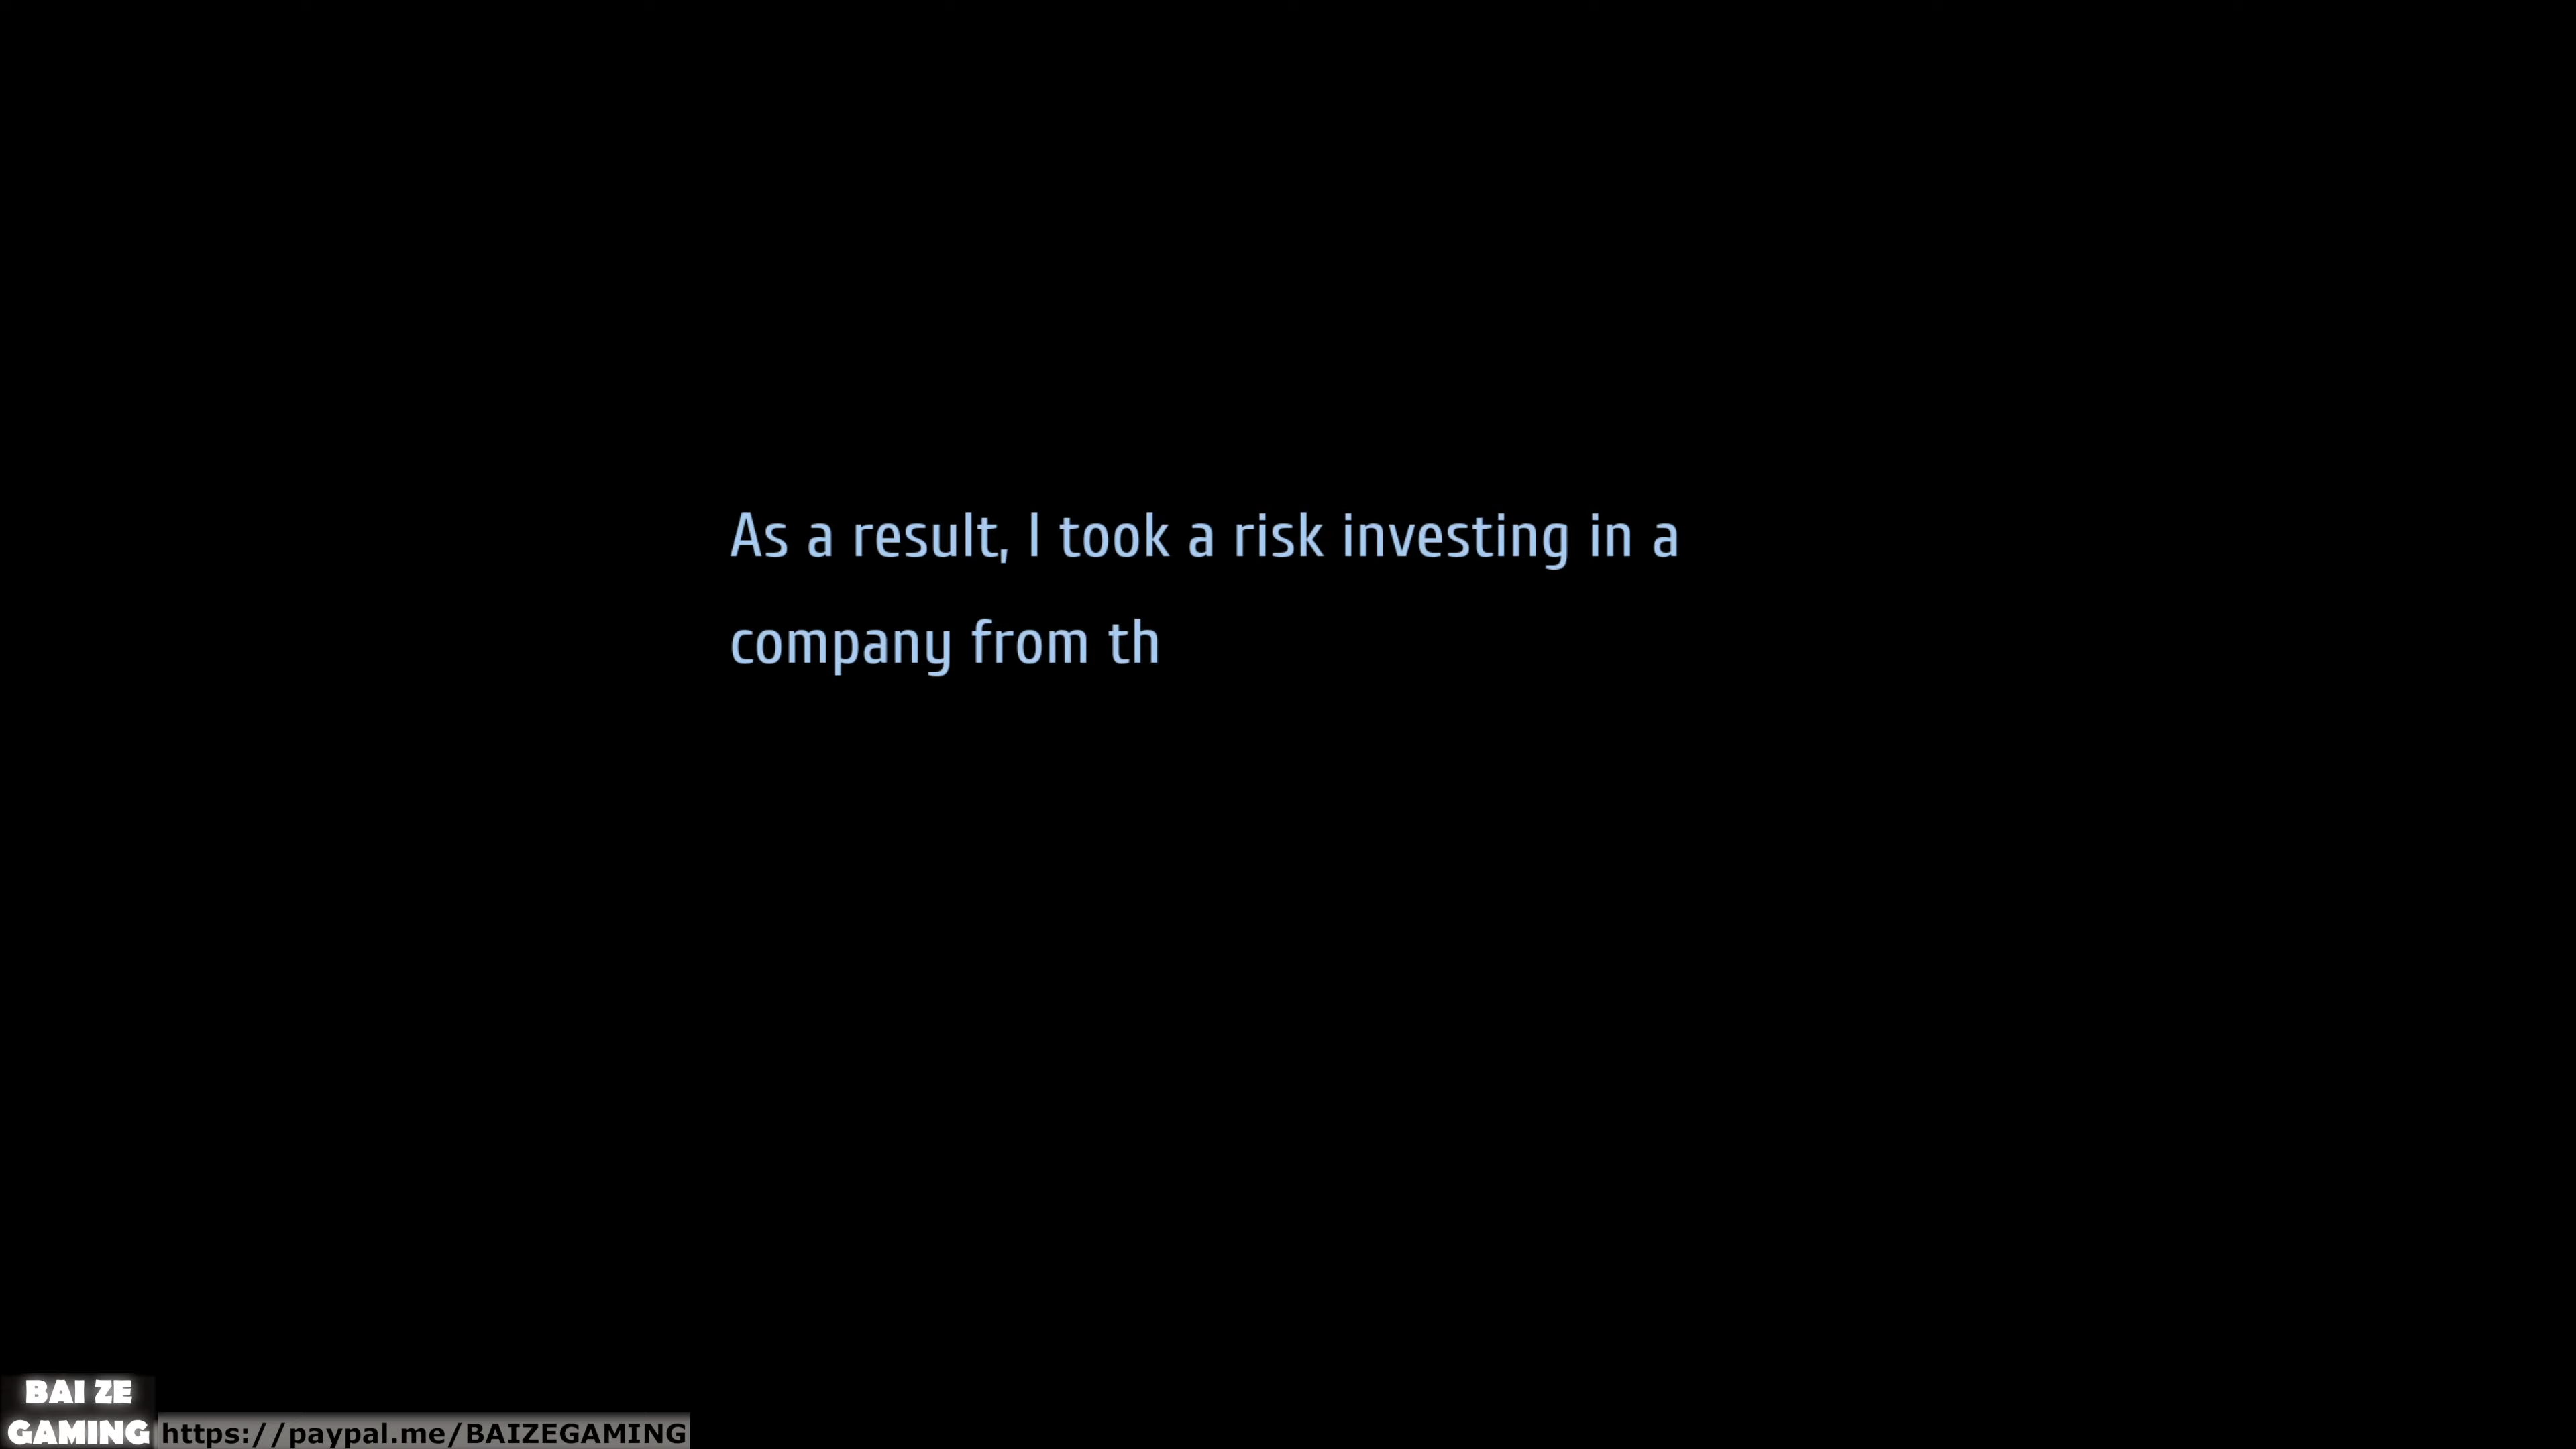 As a result, I took a risk investing in a
company from th
BAI ZE
GAMING
https://paypal.me/BAIZEGAMING